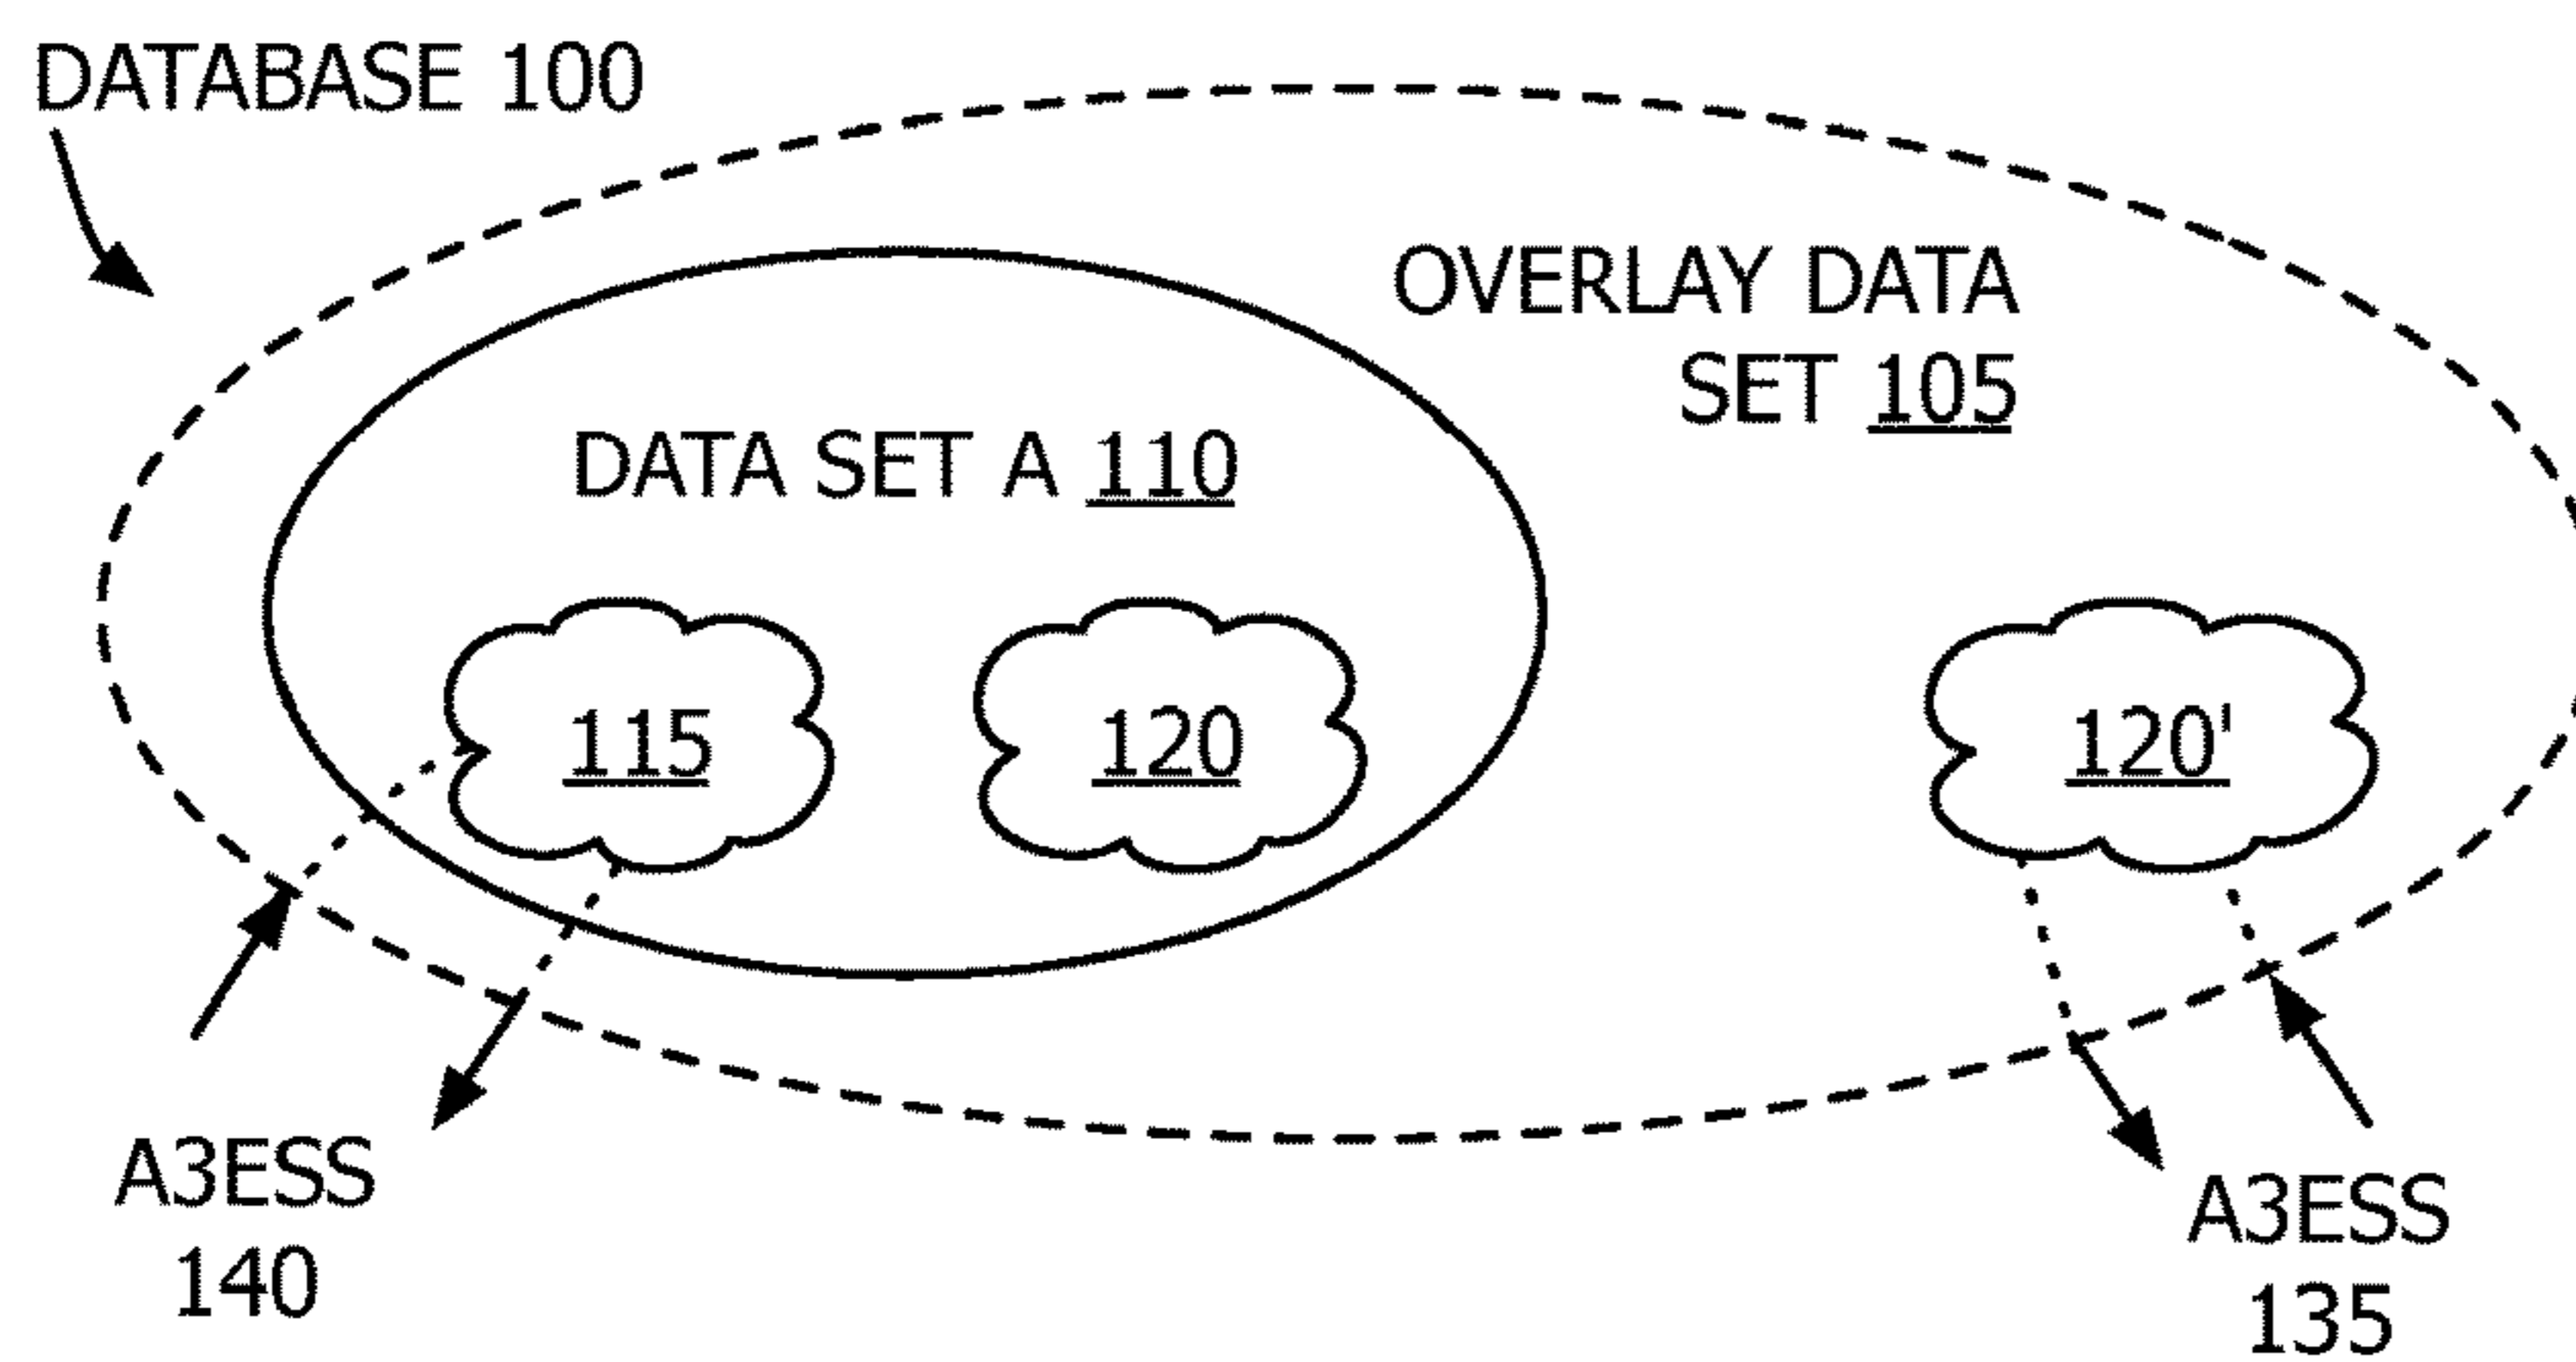 DATABASE 100
OVERLAY DATA
SET 105
DATA SET A 110
115
120
120'
A3ESS
140
A3ESS
135